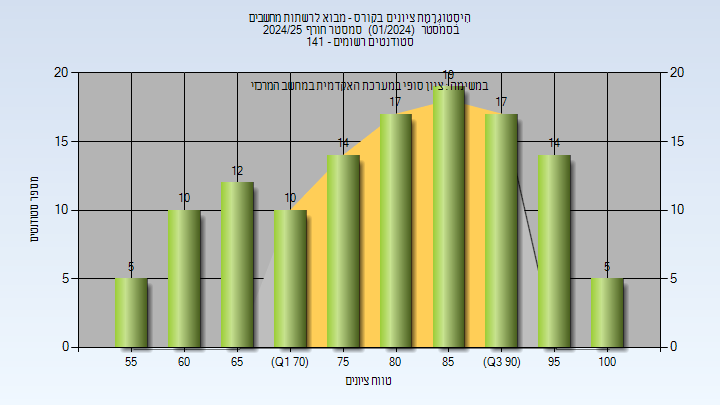 היסטוגרמת ציונים בקורס - מבוא לרשתות מחשבים
בסמסטר (01/2024) סמסטר חורף 2024/25
סטודנטים רשומים - 141
במשימה: ציון סופי במערכת האקדמית במחשב המרכזי
מספר סטודנטים
20 20
15 15
10 10
5 5
0 0
5 10 12 10 14 17 19 17 14 5
55 60 65 (Q1 70) 75 80 85 (Q3 90) 95 100
טווח ציונים